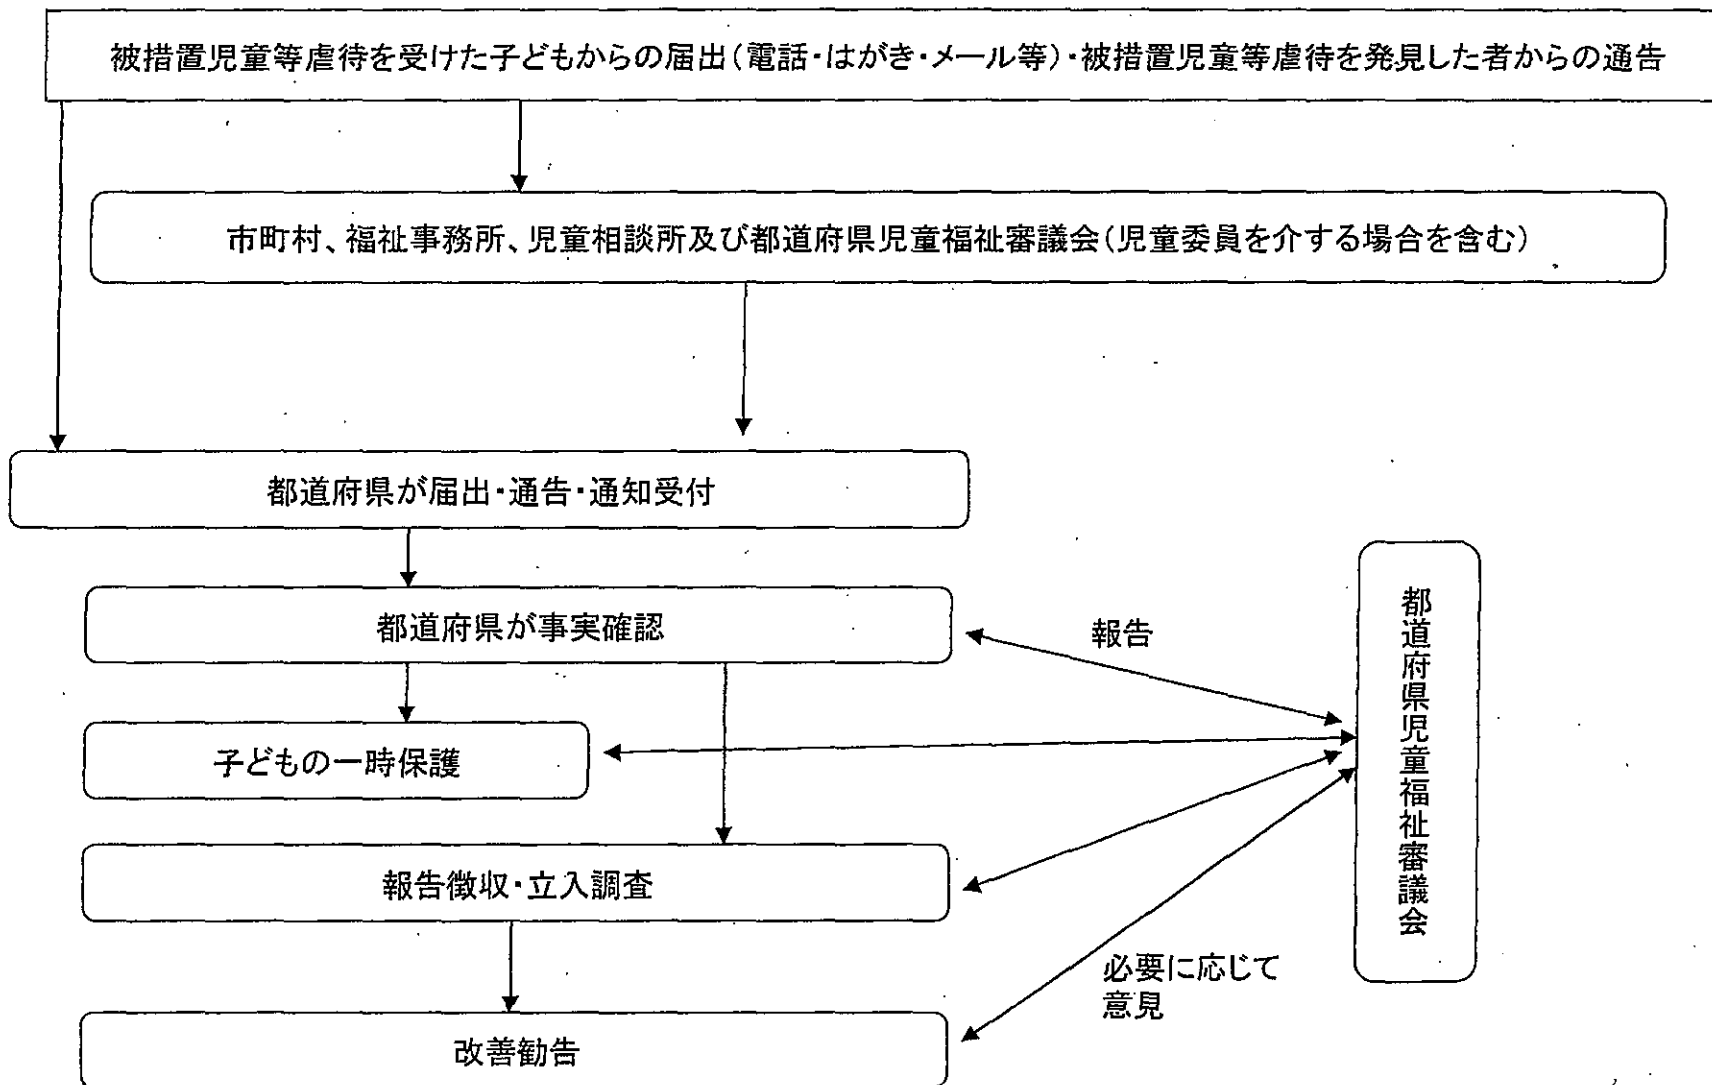 被措置児童等虐待を受けた子どもからの届出(電話・はがき・メール等)・被措置児童等虐待を発見した者からの通告
市町村、福祉事務所、児童相談所及び都道府県児童福祉審議会(児童委員を介する場合を含む)
都道府県が届出・通告・通知受付
都道府県が事実確認
報告
子どもの一時保護
都道府県児童福祉審議会
報告徴収・立入調査
必要に応じて
意見
改善勧告